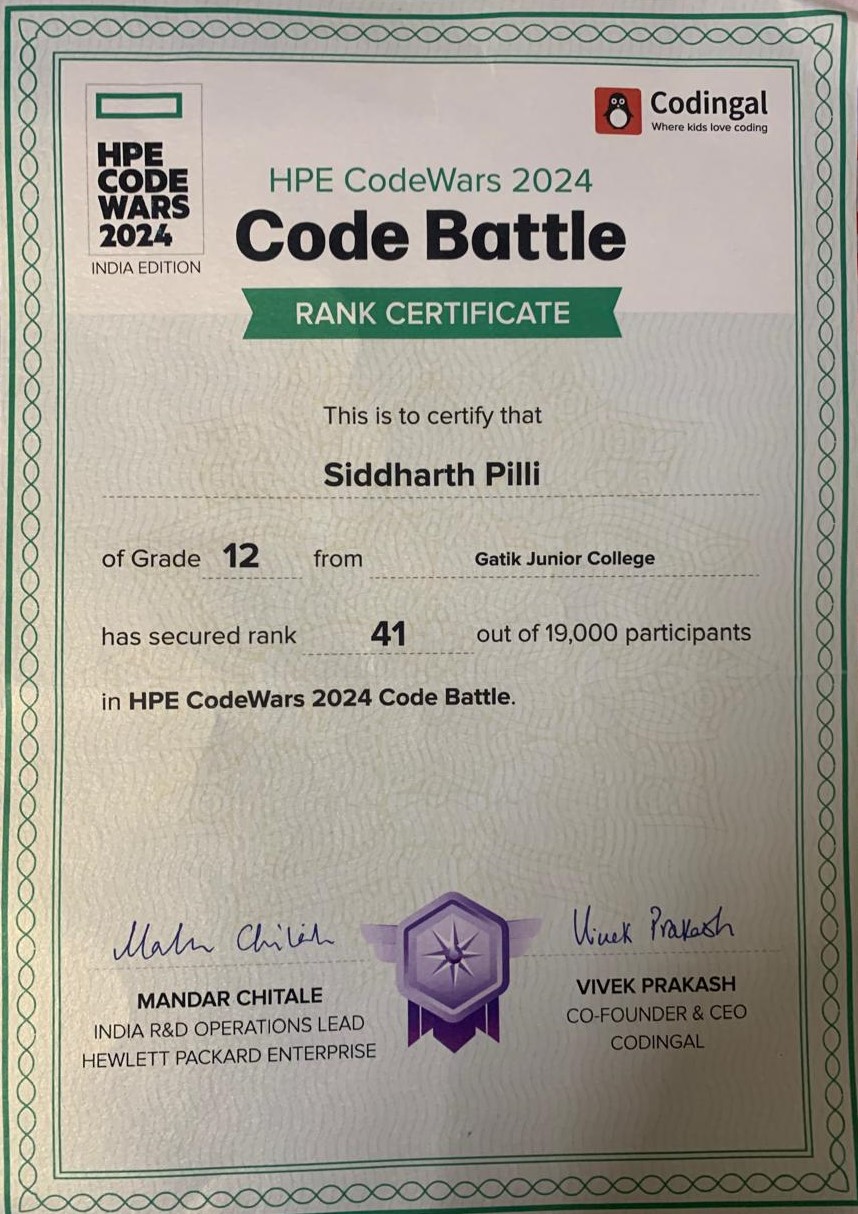 HPE
CODE
WARS
2024
INDIA EDITION
Codingal
Where kids love coding
HPE CodeWars 2024
Code Battle
RANK CERTIFICATE
This is to certify that
Siddharth Pilli
of Grade 12 from Gatik Junior College
has secured rank 41 out of 19,000 participants
in HPE CodeWars 2024 Code Battle.
Vivek Prakash
MANDAR CHITALE
INDIA R&D OPERATIONS LEAD
HEWLETT PACKARD ENTERPRISE
VIVEK PRAKASH
CO-FOUNDER & CEO
CODINGAL